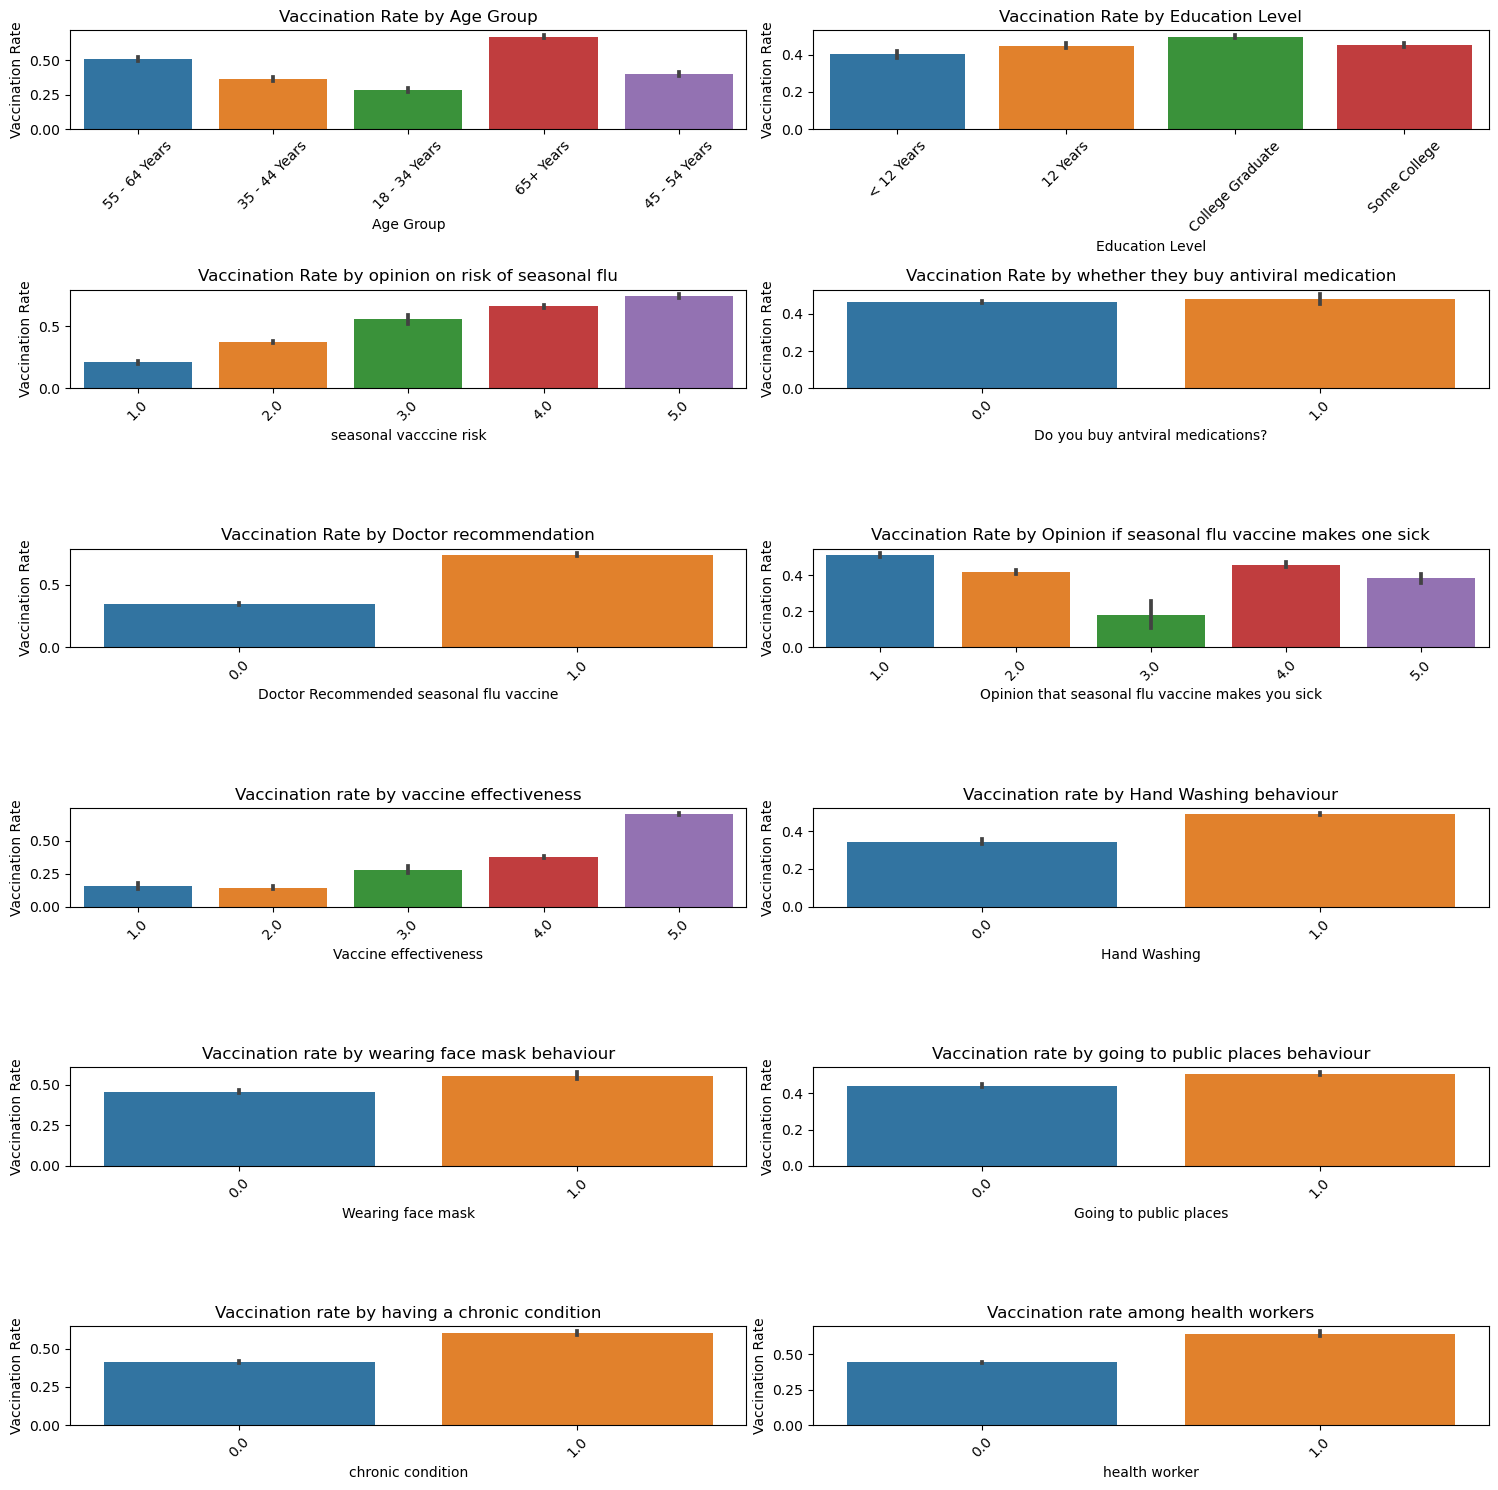 Vaccination Rate by Age Group
Vaccination Rate
0.50
0.25
0.00
55 - 64 Years
35 - 44 Years
18 - 34 Years
65+ Years
45 - 54 Years
Age Group
Vaccination Rate by Education Level
Vaccination Rate
0.4
0.2
0.0
< 12 Years
12 Years
College Graduate
Some College
Education Level
Vaccination Rate by opinion on risk of seasonal flu
Vaccination Rate
0.5
0.0
1.0
2.0
3.0
4.0
5.0
seasonal vacccine risk
Vaccination Rate by whether they buy antiviral medication
Vaccination Rate
0.4
0.2
0.0
0.0
1.0
Do you buy antviral medications?
Vaccination Rate by Doctor recommendation
Vaccination Rate
0.5
0.0
0.0
1.0
Doctor Recommended seasonal flu vaccine
Vaccination Rate by Opinion if seasonal flu vaccine makes one sick
Vaccination Rate
0.4
0.2
0.0
1.0
2.0
3.0
4.0
5.0
Opinion that seasonal flu vaccine makes you sick
Vaccination rate by vaccine effectiveness
Vaccination Rate
0.50
0.25
0.00
1.0
2.0
3.0
4.0
5.0
Vaccine effectiveness
Vaccination rate by Hand Washing behaviour
Vaccination Rate
0.4
0.2
0.0
0.0
1.0
Hand Washing
Vaccination rate by wearing face mask behaviour
Vaccination Rate
0.50
0.25
0.00
0.0
1.0
Wearing face mask
Vaccination rate by going to public places behaviour
Vaccination Rate
0.4
0.2
0.0
0.0
1.0
Going to public places
Vaccination rate by having a chronic condition
Vaccination Rate
0.50
0.25
0.00
0.0
1.0
chronic condition
Vaccination rate among health workers
Vaccination Rate
0.50
0.25
0.00
0.0
1.0
health worker